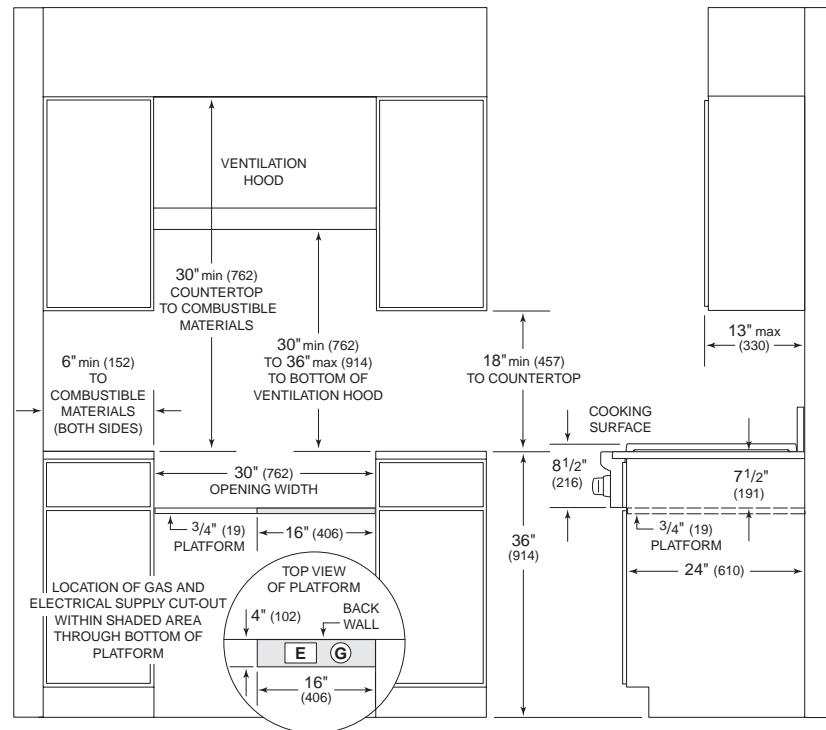 VENTILATION
HOOD
30" min (762)
COUNTERTOP
TO COMBUSTIBLE
MATERIALS
30" min (762)
TO 36" max (914)
TO BOTTOM OF
VENTILATION HOOD
6" min (152)
TO
COMBUSTIBLE
MATERIALS
(BOTH SIDES)
18" min (457)
TO COUNTERTOP
13" max
(330)
COOKING
SURFACE
30" (762)
OPENING WIDTH
8 1/2"
(216)
7 1/2"
(191)
3/4" (19)
PLATFORM
16" (406)
36"
(914)
3/4" (19)
PLATFORM
24" (610)
LOCATION OF GAS AND
ELECTRICAL SUPPLY CUT-OUT
WITHIN SHADED AREA
THROUGH BOTTOM OF
PLATFORM
TOP VIEW
OF PLATFORM
4" (102)
BACK
WALL
E G
16"
(406)